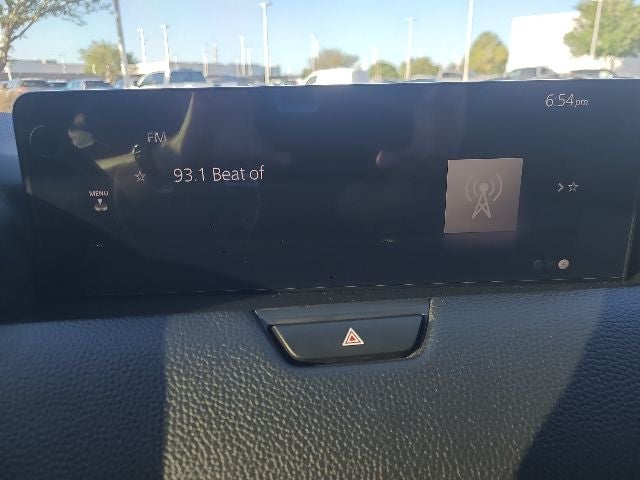 6:54pm
FM
93.1 Beat of
MENU